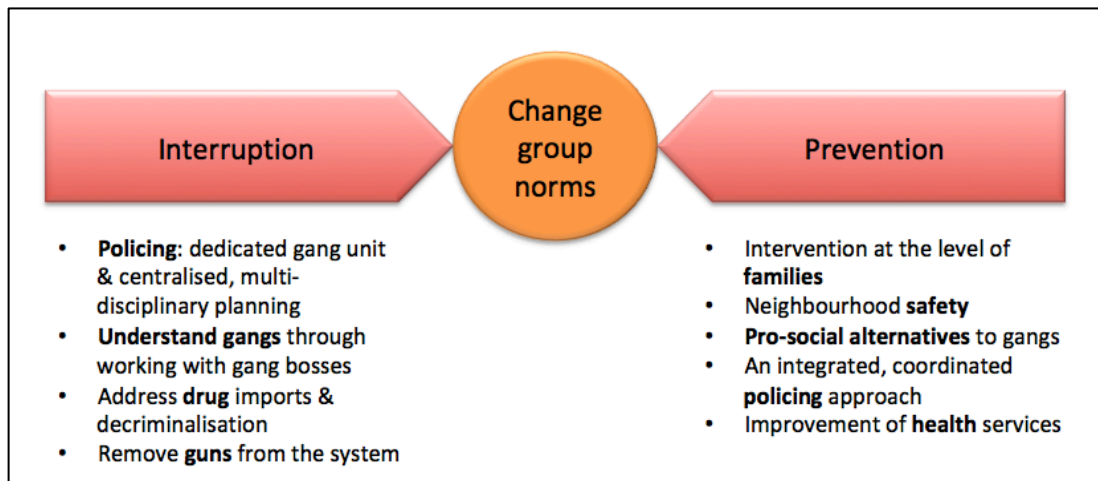 Interruption
Change
group
norms
Prevention
• Policing: dedicated gang unit
& centralised, multi-
disciplinary planning
• Understand gangs through
working with gang bosses
• Address drug imports &
decriminalisation
• Remove guns from the system
• Intervention at the level of
families
• Neighbourhood safety
• Pro-social alternatives to gangs
• An integrated, coordinated
policing approach
• Improvement of health services